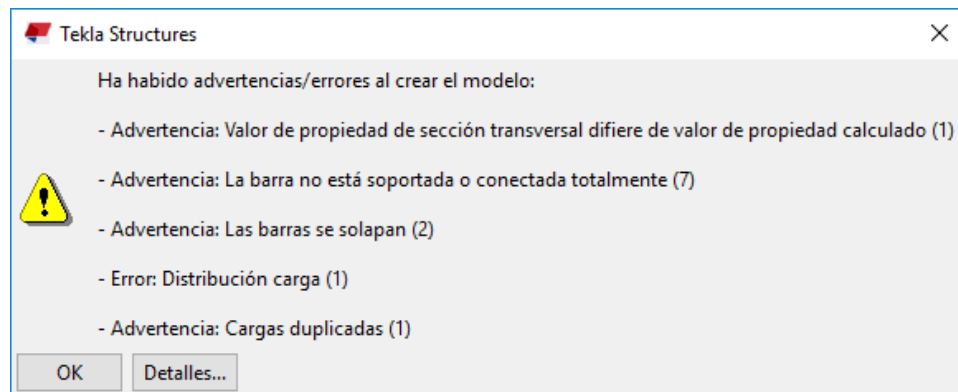 Tekla Structures
Ha habido advertencias/errores al crear el modelo:
- Advertencia: Valor de propiedad de sección transversal difiere de valor de propiedad calculado (1)
- Advertencia: La barra no está soportada o conectada totalmente (7)
- Advertencia: Las barras se solapan (2)
- Error: Distribución carga (1)
- Advertencia: Cargas duplicadas (1)
OK
Detalles...